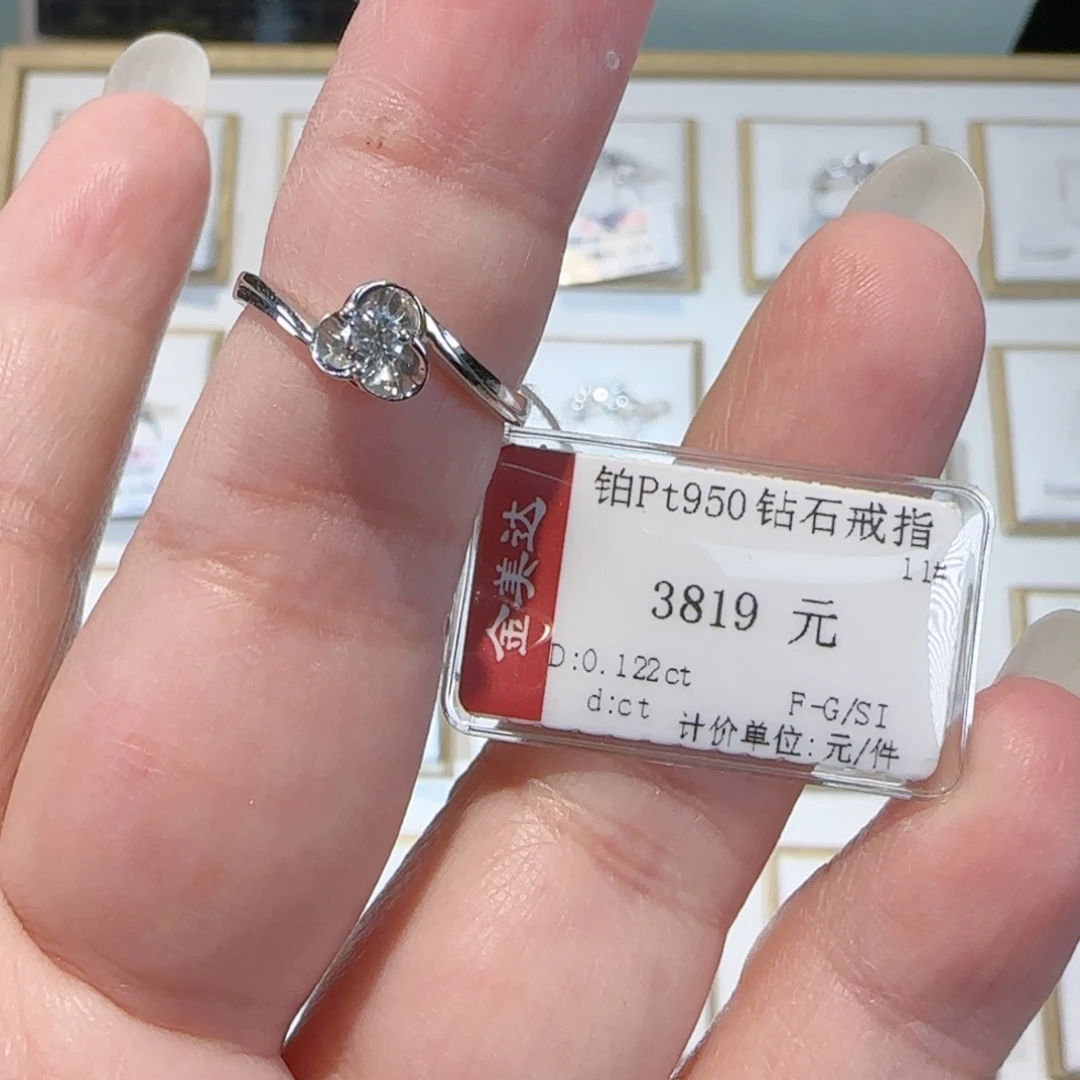 金美达
铂Pt950钻石戒指
11#
3819 元
D:0.122ct
d:ct
F-G/SI
计价单位:元/件